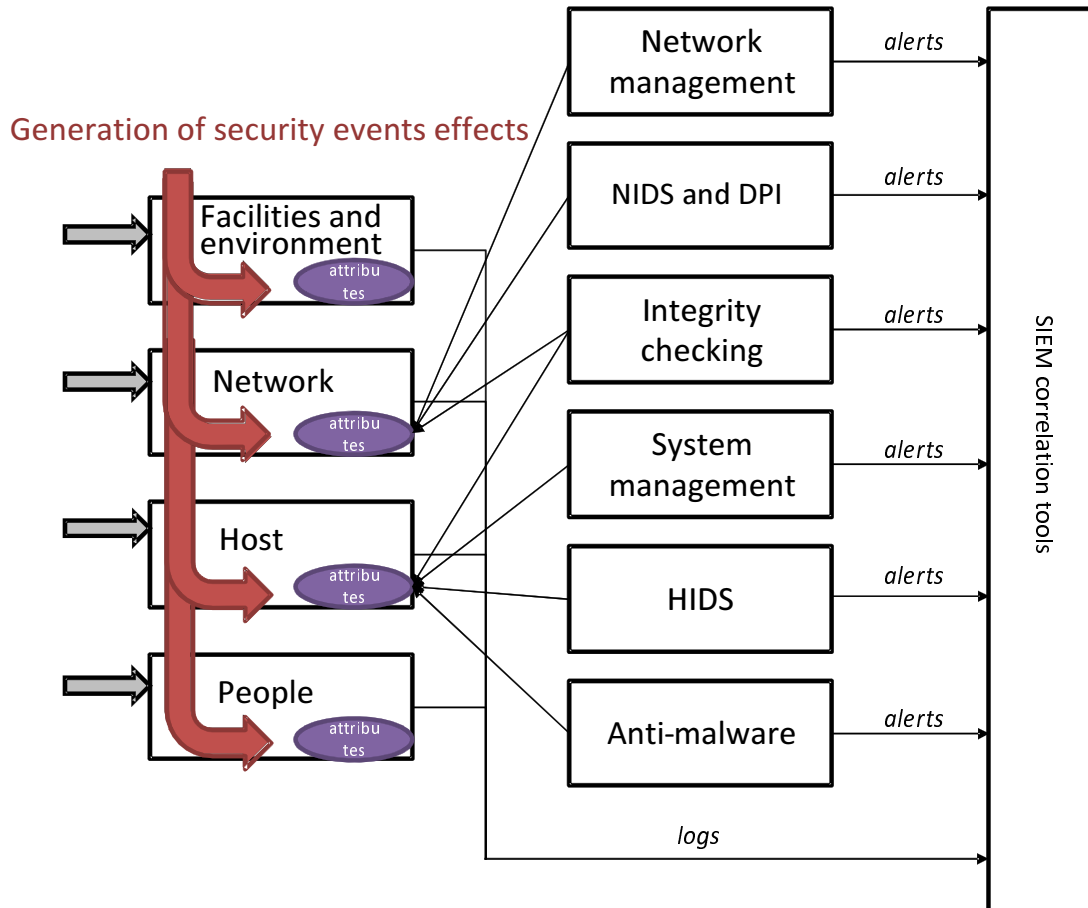 Network
management
alerts
Generation of security events effects
NIDS and DPI
alerts
Facilities and
environment
attribu
tes
Integrity
checking
alerts
Network
attribu
tes
System
management
alerts
Host
attribu
tes
HIDS
alerts
People
attribu
tes
Anti-malware
alerts
logs
SIEM correlation tools